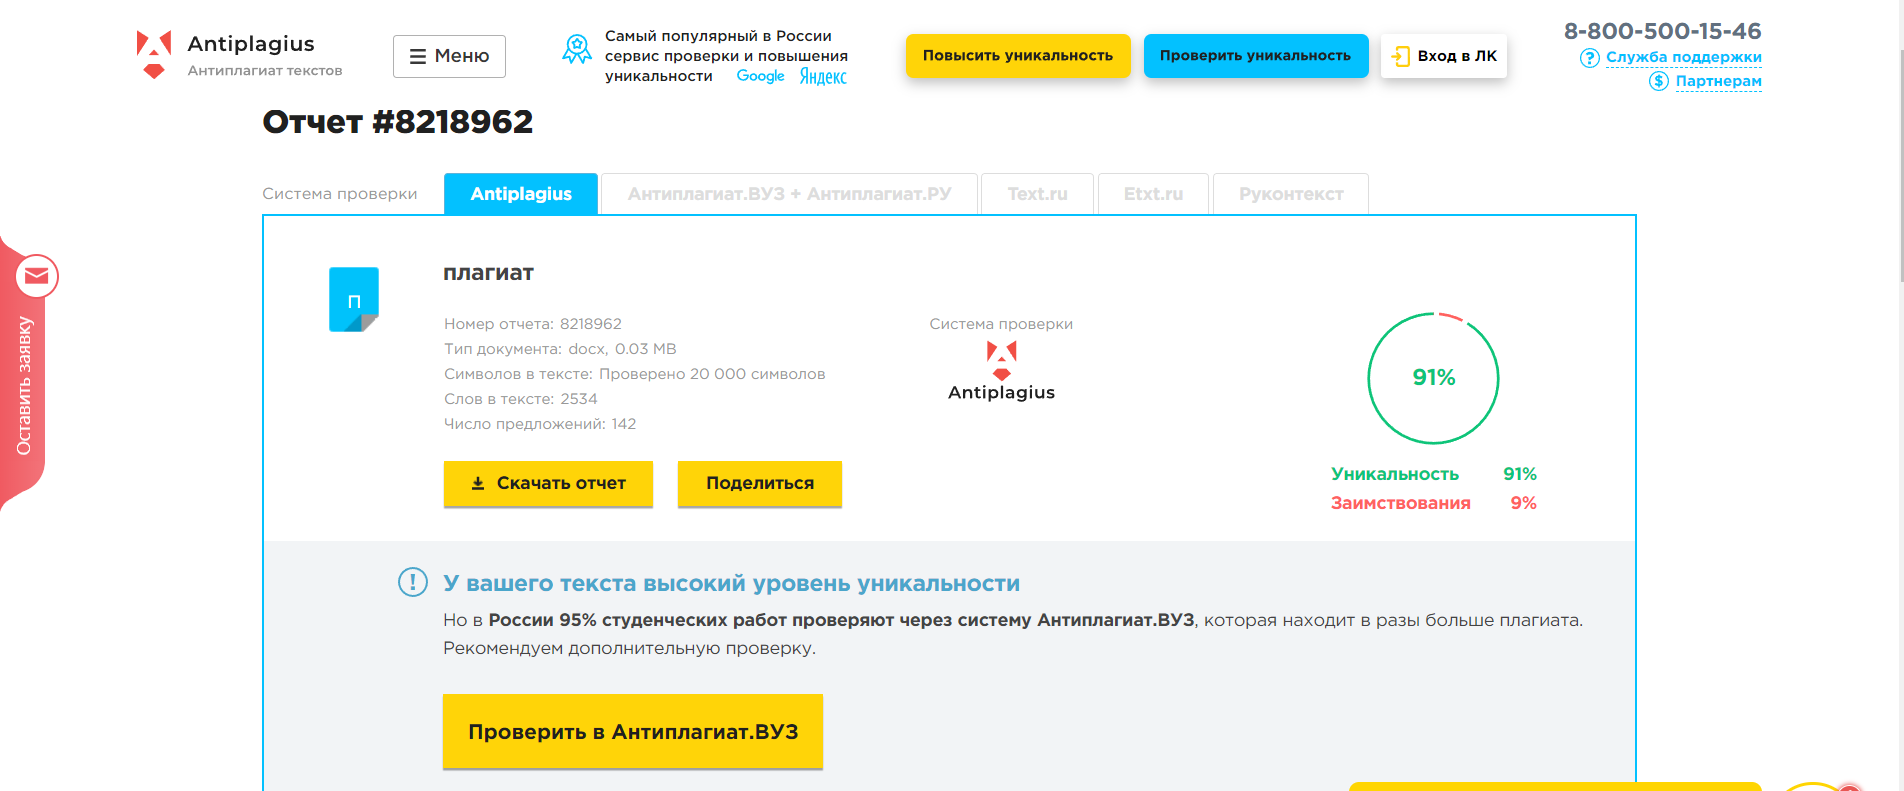 Antiplagius
Антиплагиат текстов
Меню
Самый популярный в России
сервис проверки и повышения
уникальности Google Яндекс
Повысить уникальность
Проверить уникальность
Вход в ЛК
8-800-500-15-46
? Служба поддержки
$ Партнерам
Отчет #8218962
Система проверки
Antiplagius
Антиплагиат.ВУЗ + Антиплагиат.РУ
Text.ru
Etxt.ru
Руконтекст
Оставить заявку
П
плагиат
Номер отчета: 8218962
Тип документа: docx, 0.03 MB
Символов в тексте: Проверено 20 000 символов
Слов в тексте: 2534
Число предложений: 142
Система проверки
Antiplagius
91%
Уникальность 91%
Заимствования 9%
Скачать отчет
Поделиться
! У вашего текста высокий уровень уникальности
Но в России 95% студенческих работ проверяют через систему Антиплагиат.ВУЗ, которая находит в разы больше плагиата.
Рекомендуем дополнительную проверку.
Проверить в Антиплагиат.ВУЗ